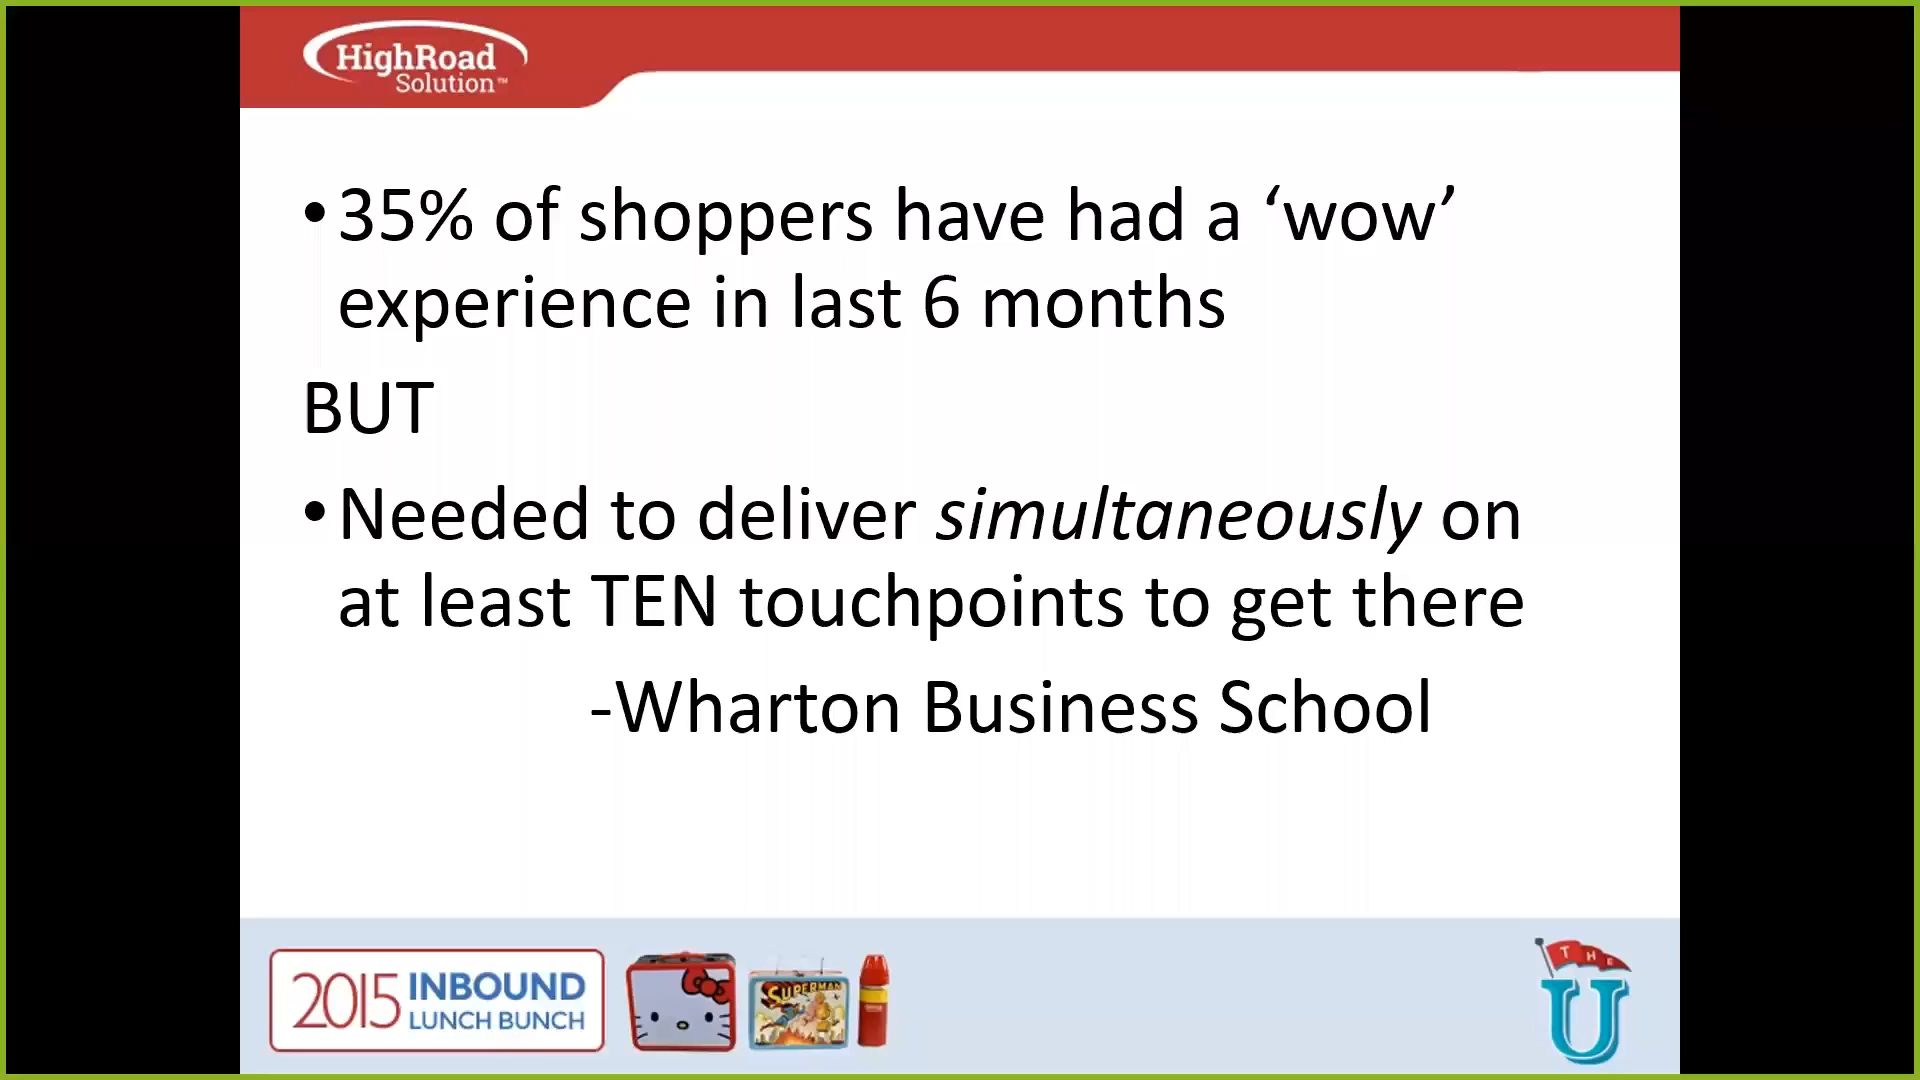 HighRoad
Solution™
•35% of shoppers have had a ‘wow’
experience in last 6 months
BUT
•Needed to deliver simultaneously on
at least TEN touchpoints to get there
-Wharton Business School
2015 INBOUND
LUNCH BUNCH
SUPERMAN
THE
U